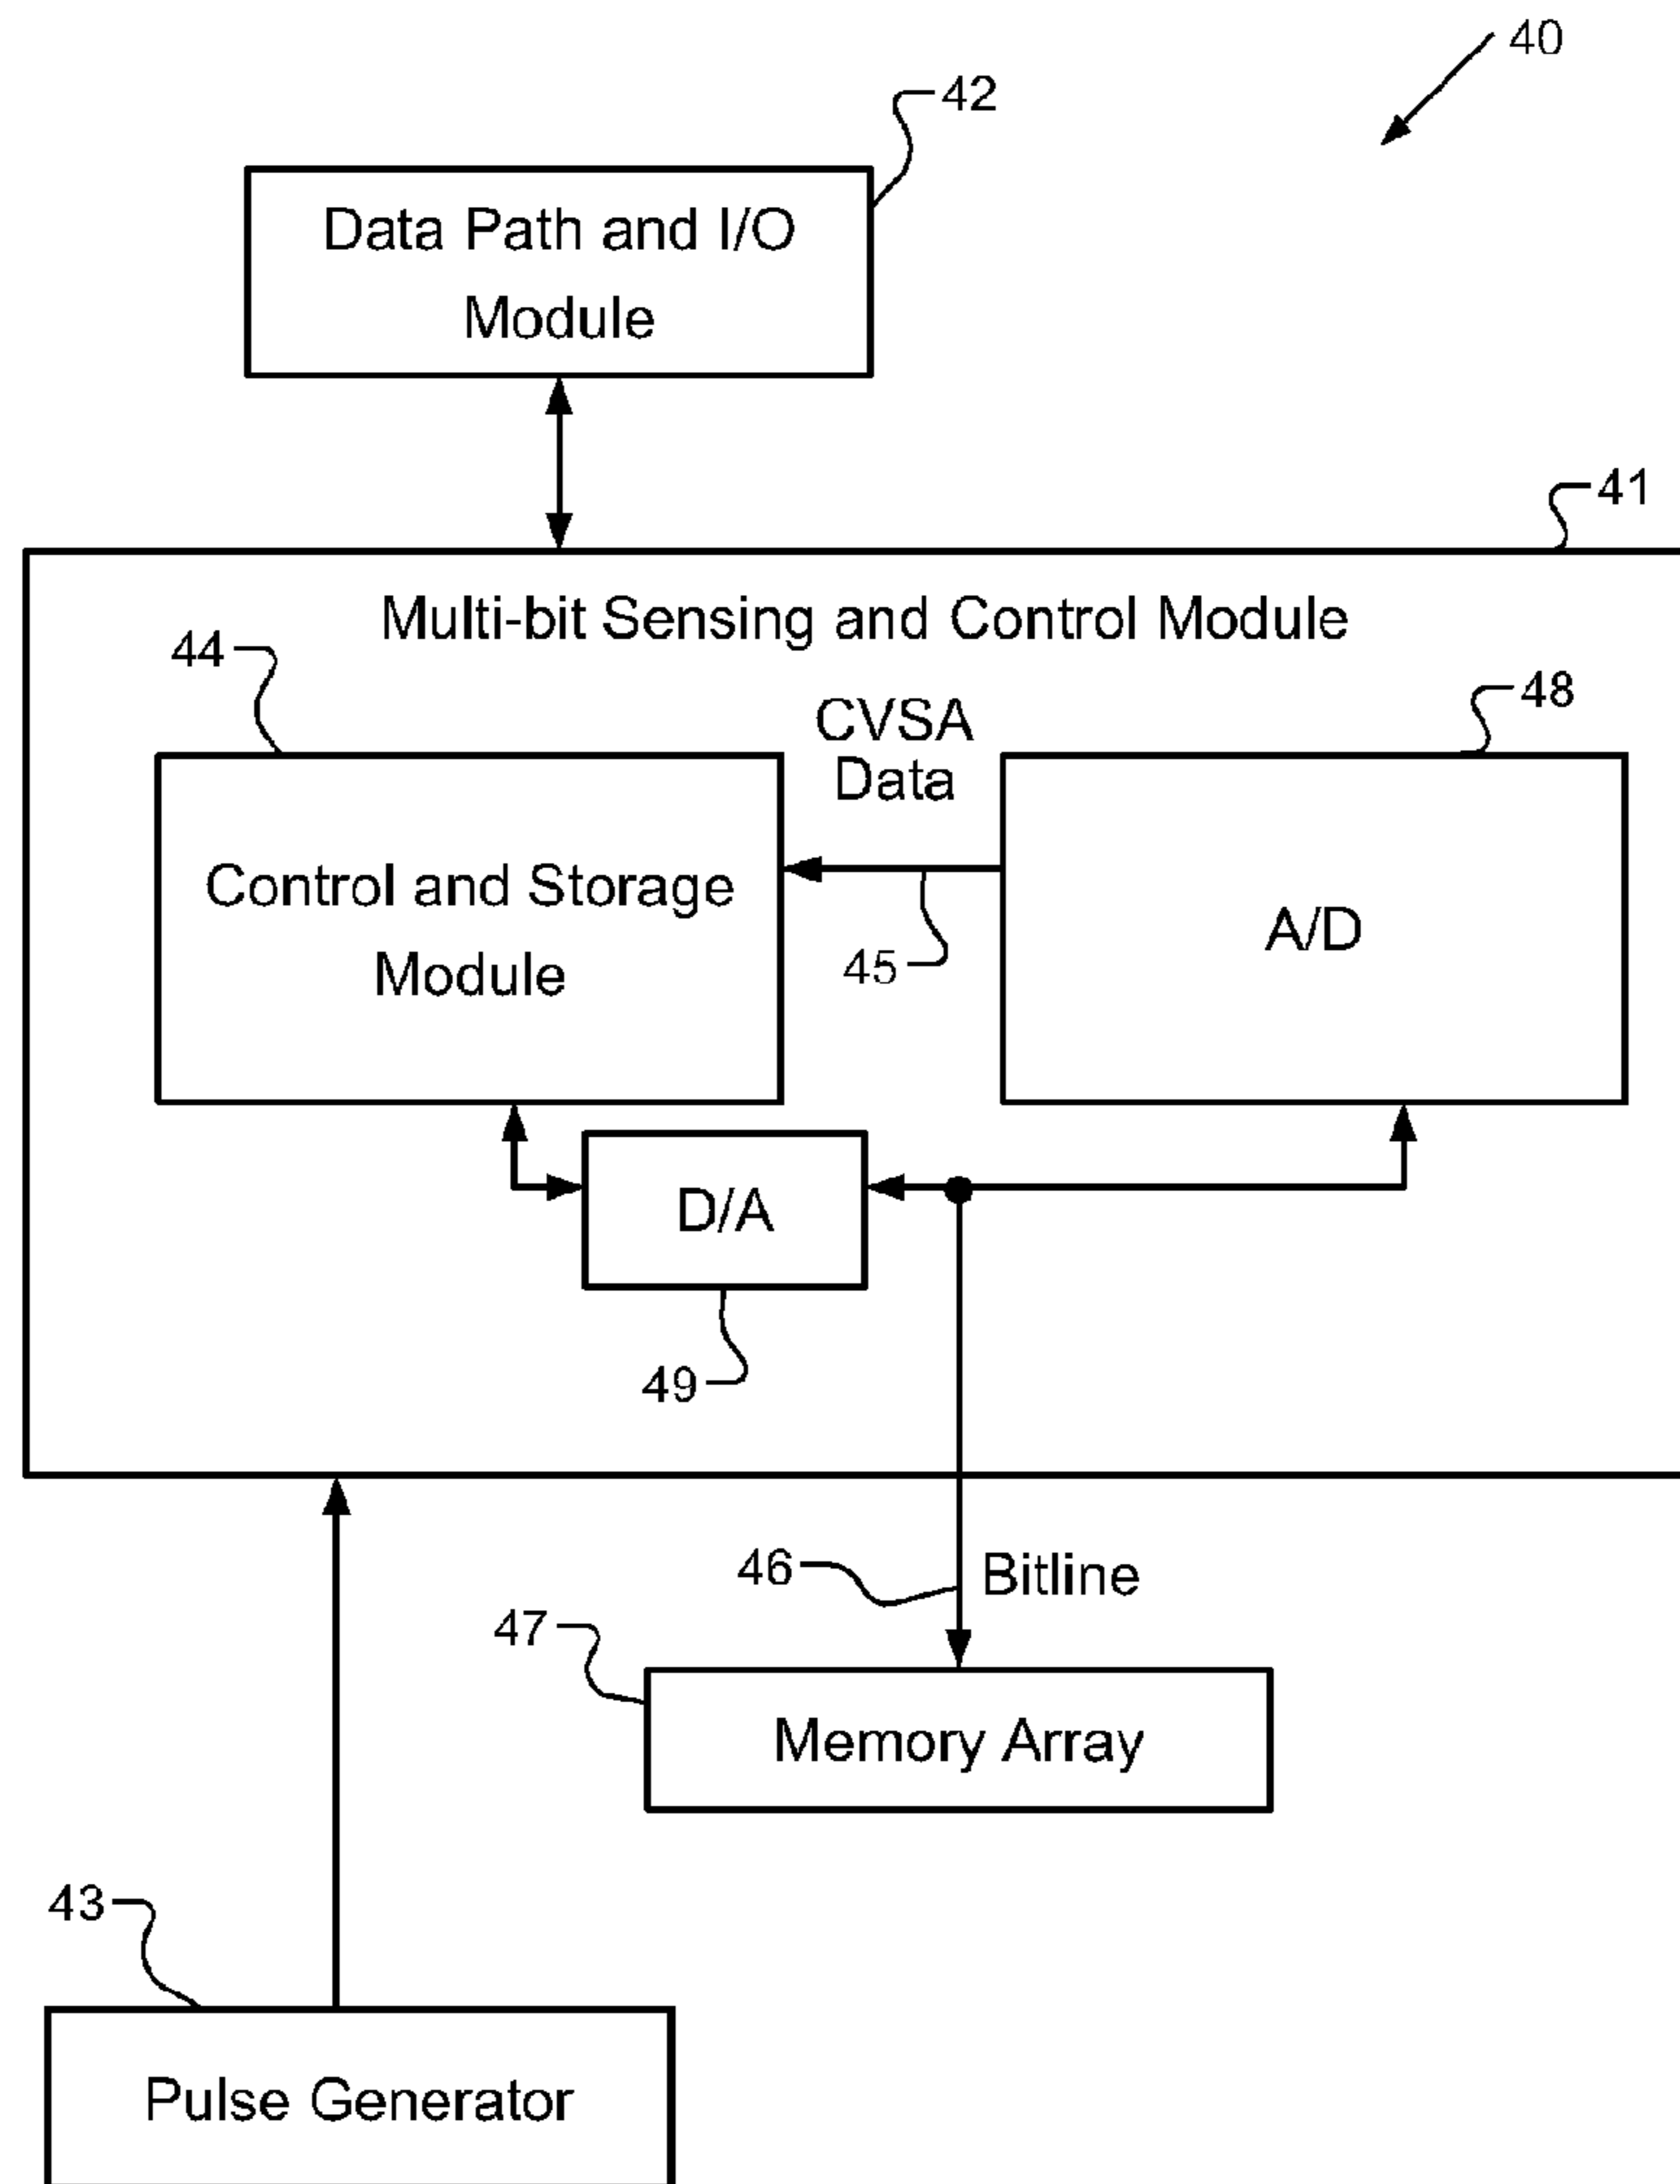 40
42
Data Path and I/O
Module
41
Multi-bit Sensing and Control Module
44
CVSA
Data
48
Control and Storage
Module
45
A/D
D/A
49
46
Bitline
47
Memory Array
43
Pulse Generator